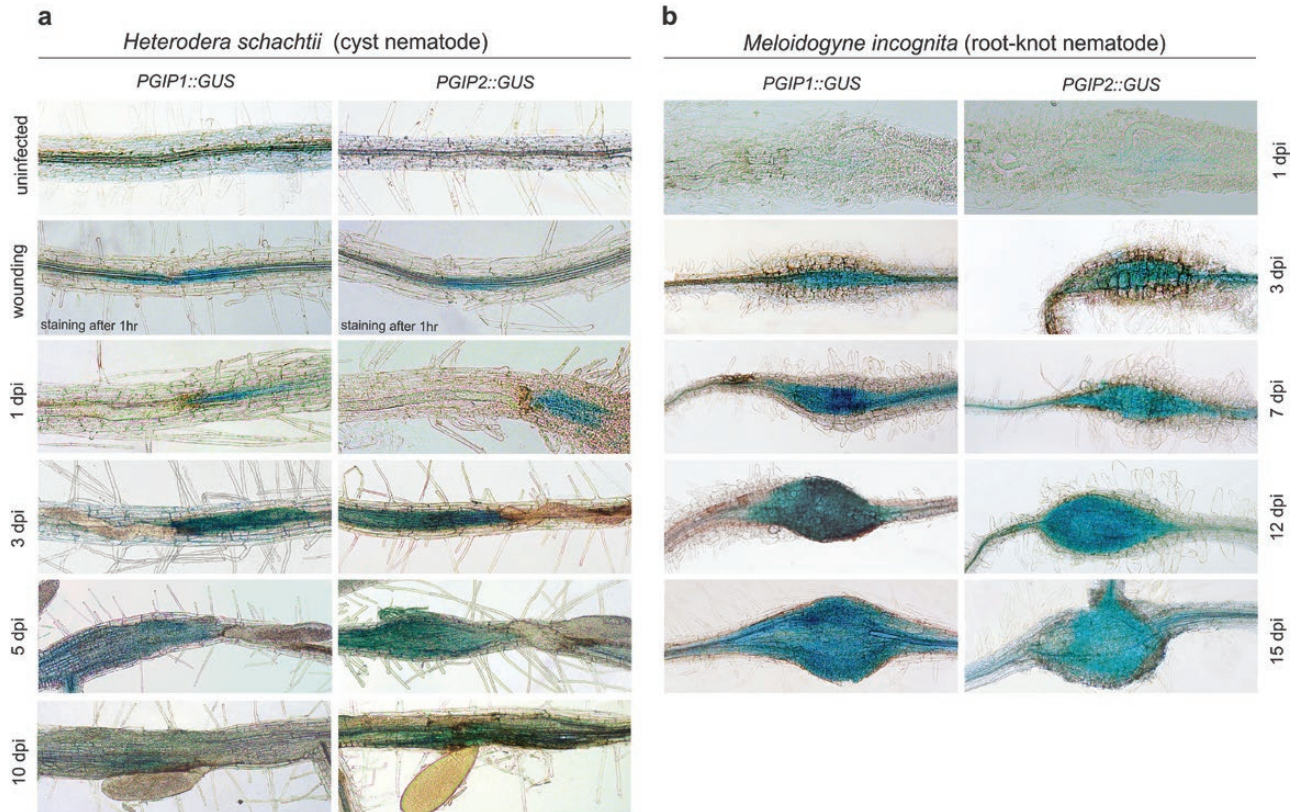 a
Heterodera schachtii (cyst nematode)
PGIP1::GUS
PGIP2::GUS
uninfected
wounding
staining after 1hr
staining after 1hr
1 dpi
3 dpi
5 dpi
10 dpi
b
Meloidogyne incognita (root-knot nematode)
PGIP1::GUS
PGIP2::GUS
1 dpi
3 dpi
7 dpi
12 dpi
15 dpi